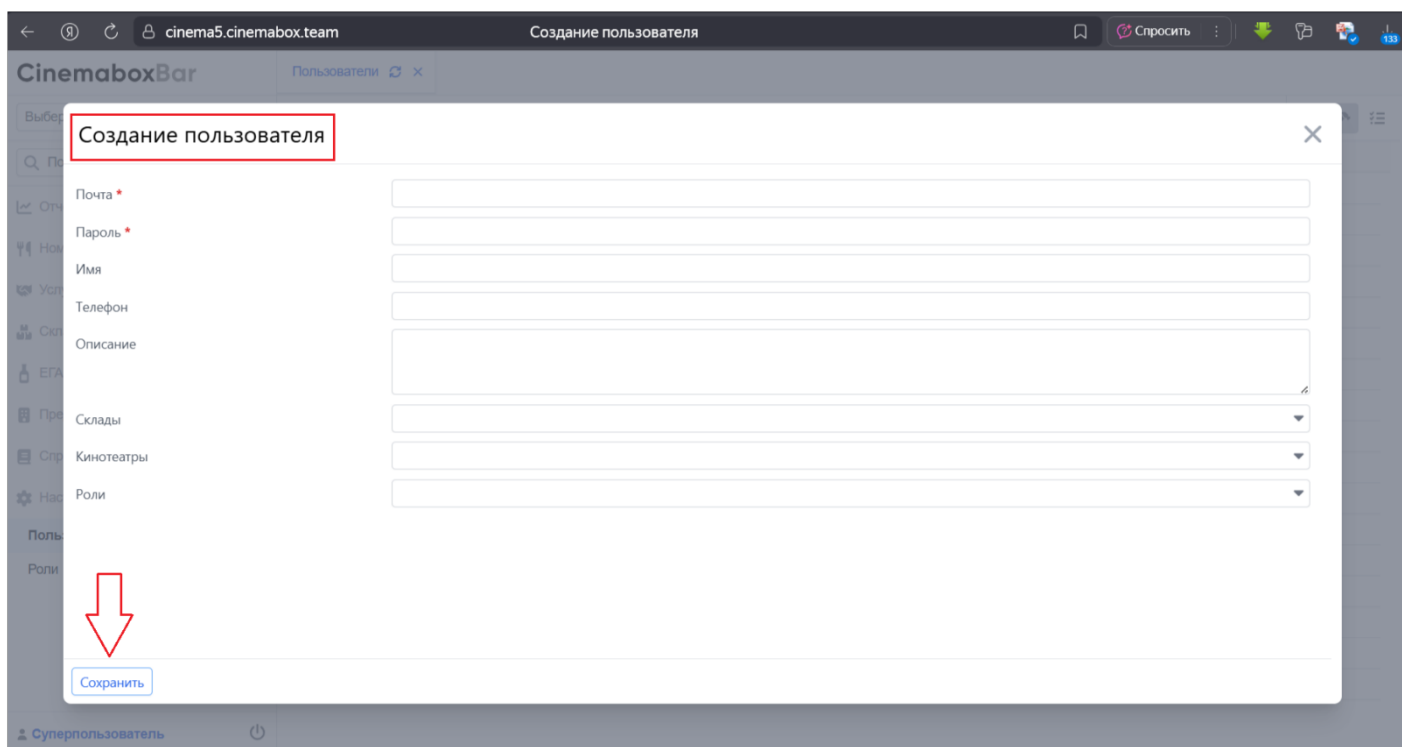 cinema5.cinemabox.team
Создание пользователя
Спросить
133
CinemaboxBar
Пользователи
Создание пользователя
Почта *
Пароль *
Имя
Телефон
Описание
Склады
Кинотеатры
Роли
Роли
Сохранить
Суперпользователь